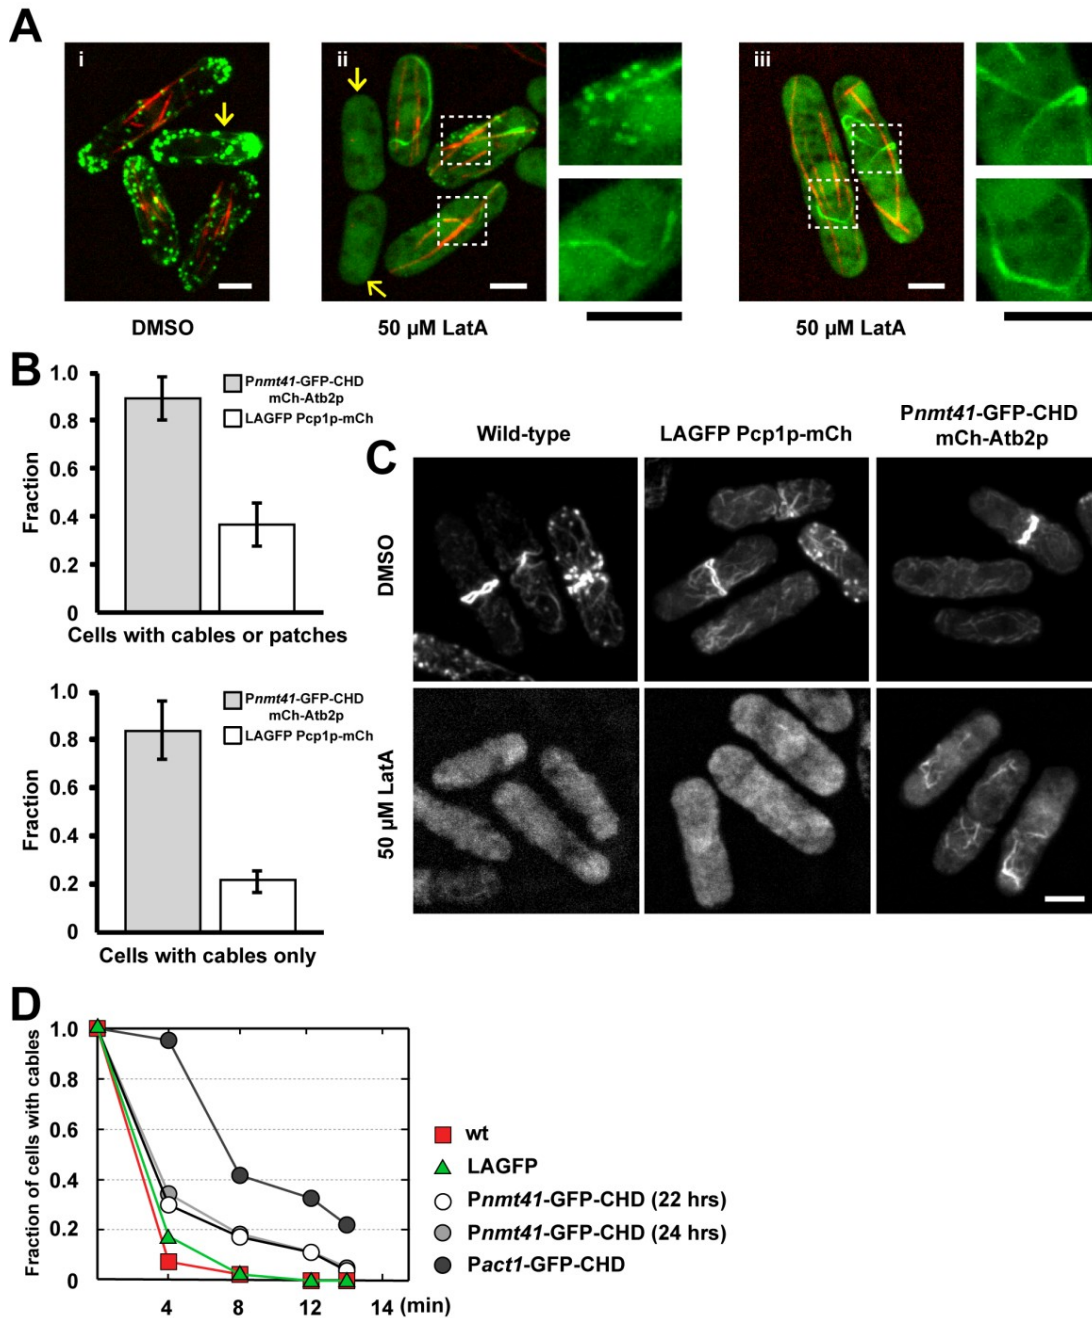 A
i
ii
iii
DMSO
50 µM LatA
50 µM LatA
B
1.0
0.8
0.6
0.4
0.2
0
Fraction
Pnmt41-GFP-CHD
mCh-Atb2p
LAGFP Pcp1p-mCh
Cells with cables or patches
1.0
0.8
0.6
0.4
0.2
0
Fraction
Pnmt41-GFP-CHD
mCh-Atb2p
LAGFP Pcp1p-mCh
Cells with cables only
C
Wild-type
LAGFP Pcp1p-mCh
Pnmt41-GFP-CHD
mCh-Atb2p
DMSO
50 µM LatA
D
Fraction of cells with cables
1.0
0.8
0.6
0.4
0.2
0
4 8 12 14 (min)
wt
LAGFP
Pnmt41-GFP-CHD (22 hrs)
Pnmt41-GFP-CHD (24 hrs)
Pact1-GFP-CHD